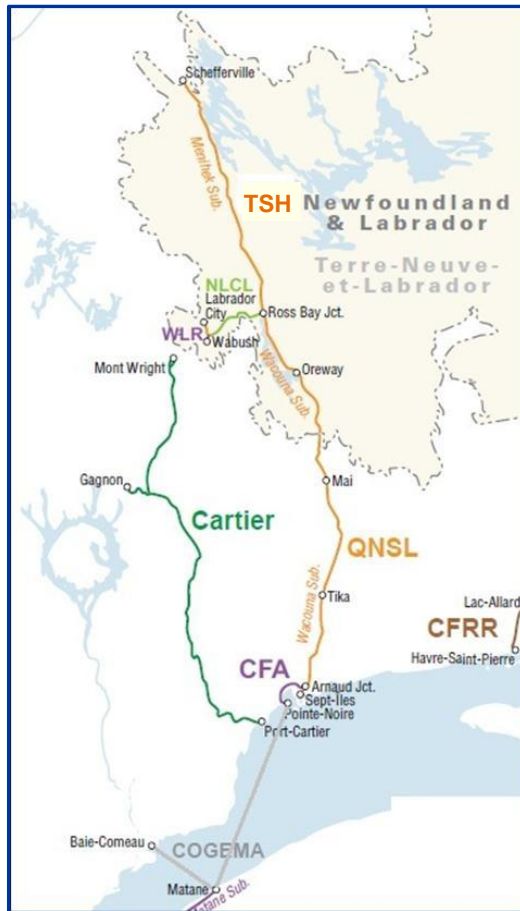 Schefferville
Menihek Sub.
TSH
Newfoundland
& Labrador
Terre-Neuve-
et-Labrador
NLCL
Labrador
City
Ross Bay Jct.
WLR
Wabush
Mont Wright
Wacouna Sub.
Oreway
Gagnon
Mai
Cartier
QNSL
Wacouna Sub.
Tika
Lac-Allard
CFRR
Havre-Saint-Pierre
CFA
Arnaud Jct.
Sept-Îles
Pointe-Noire
Port-Cartier
Baie-Comeau
COGEMA
Matane
Matane Sub.